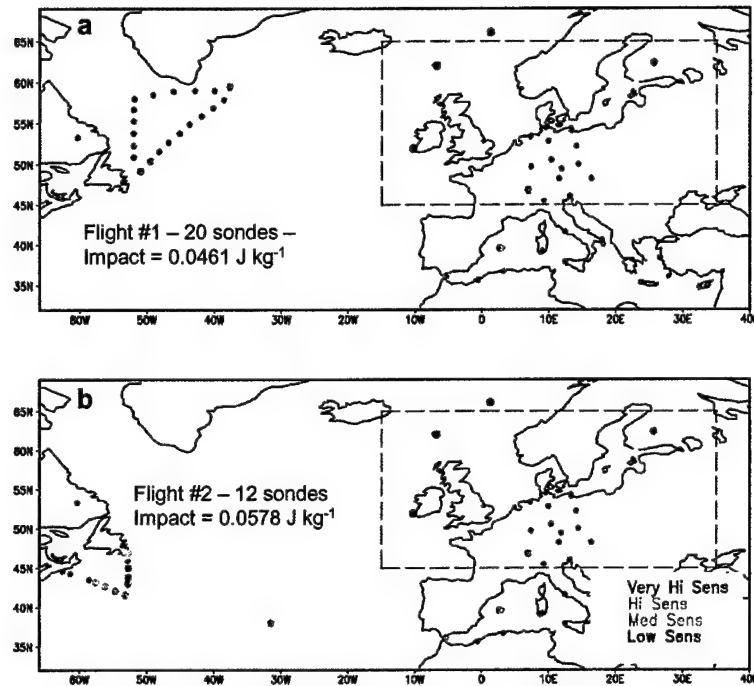 a
65N
60N
55N
50N
45N
40N
35N
Flight #1 – 20 sondes –
Impact = 0.0461 J kg-1
60W
50W
40W
30W
20W
10W
0
10E
20E
30E
40E
b
65N
60N
55N
50N
45N
40N
35N
Flight #2 – 12 sondes
Impact = 0.0578 J kg-1
Very Hi Sens
Hi Sens
Med Sens
Low Sens
60W
50W
40W
30W
20W
10W
0
10E
20E
30E
40E